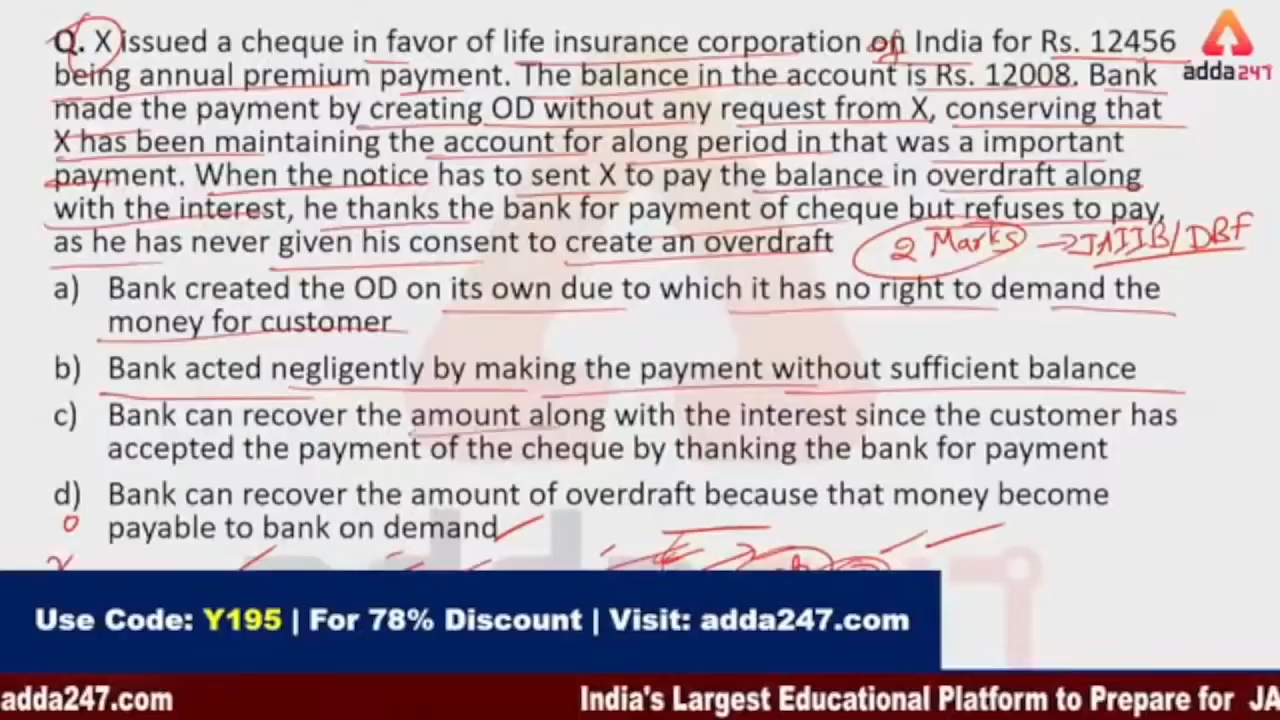 Q. X issued a cheque in favor of life insurance corporation on India for Rs. 12456
adda247
being annual premium payment. The balance in the account is Rs. 12008. Bank
made the payment by creating OD without any request from X, conserving that
X has been maintaining the account for along period in that was a important
payment. When the notice has to sent X to pay the balance in overdraft along
with the interest, he thanks the bank for payment of cheque but refuses to pay,
as he has never given his consent to create an overdraft
2 Marks → JAIIB/DBF
a) Bank created the OD on its own due to which it has no right to demand the
money for customer
b) Bank acted negligently by making the payment without sufficient balance
c) Bank can recover the amount along with the interest since the customer has
accepted the payment of the cheque by thanking the bank for payment
d) Bank can recover the amount of overdraft because that money become
payable to bank on demand
Use Code: Y195 | For 78% Discount | Visit: adda247.com
adda247.com
India's Largest Educational Platform to Prepare for JA